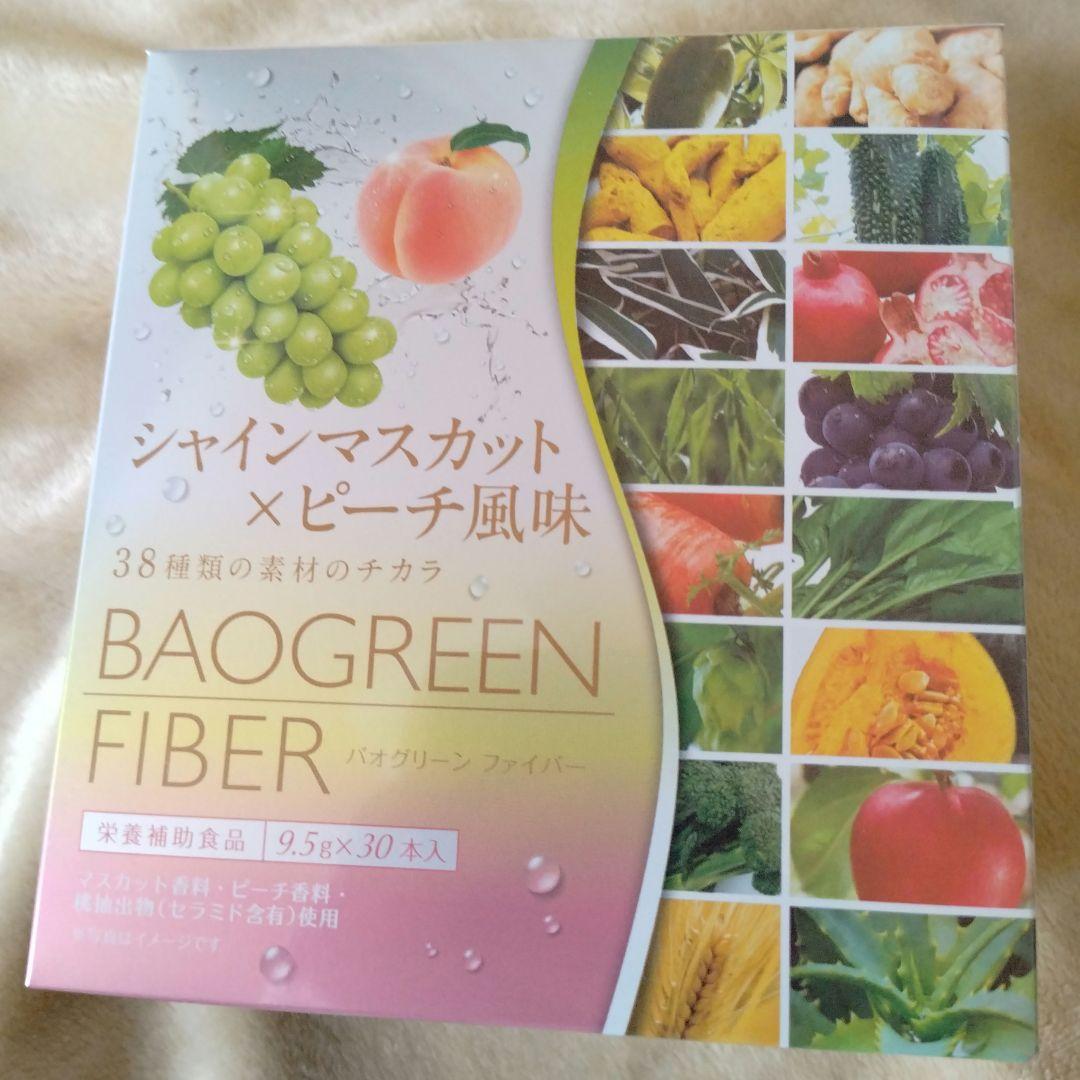 シャインマスカット
×ピーチ風味
38種類の素材のチカラ
BAOGREEN
FIBER バオグリーン ファイバー
栄養補助食品 9.5g×30本入
マスカット香料・ピーチ香料・
桃抽出物(セラミド含有)使用
※写真はイメージです